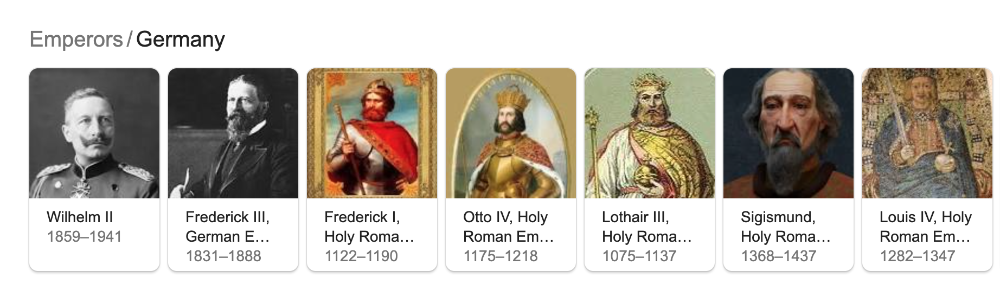 Emperors / Germany
Wilhelm II
1859–1941
Frederick III,
German E...
1831–1888
Frederick I,
Holy Roma...
1122–1190
Otto IV, Holy
Roman Em...
1175–1218
Lothair III,
Holy Roma...
1075–1137
Sigismund,
Holy Roma...
1368–1437
Louis IV, Holy
Roman Em...
1282–1347